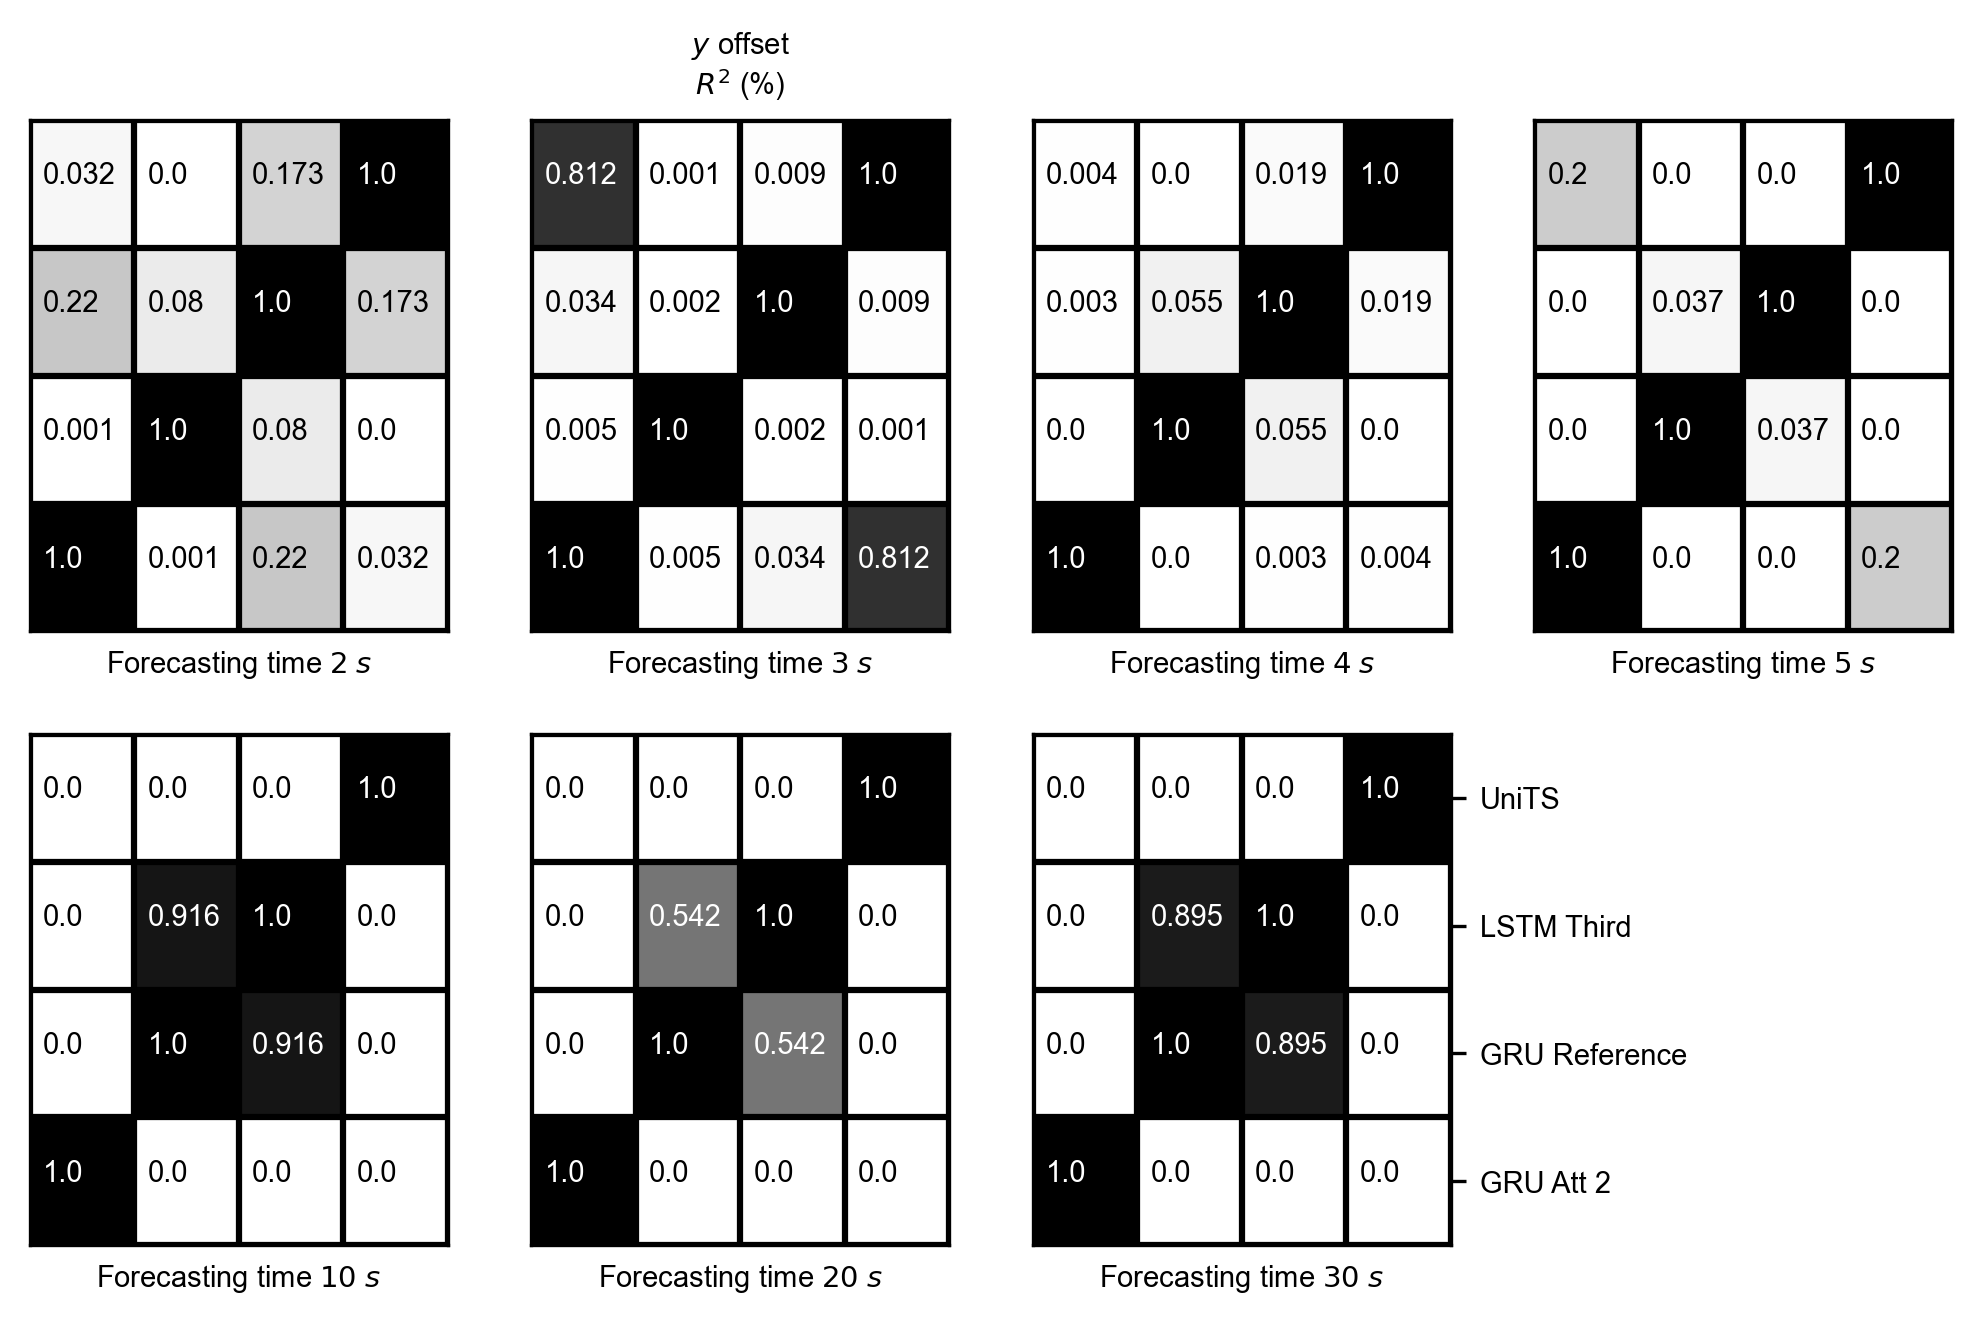 y offset
R² (%)
0.032 0.0 0.173 1.0
0.22 0.08 1.0 0.173
0.001 1.0 0.08 0.0
1.0 0.001 0.22 0.032
Forecasting time 2 s
0.812 0.001 0.009 1.0
0.034 0.002 1.0 0.009
0.005 1.0 0.002 0.001
1.0 0.005 0.034 0.812
Forecasting time 3 s
0.004 0.0 0.019 1.0
0.003 0.055 1.0 0.019
0.0 1.0 0.055 0.0
1.0 0.0 0.003 0.004
Forecasting time 4 s
0.2 0.0 0.0 1.0
0.0 0.037 1.0 0.0
0.0 1.0 0.037 0.0
1.0 0.0 0.0 0.2
Forecasting time 5 s
0.0 0.0 0.0 1.0
0.0 0.916 1.0 0.0
0.0 1.0 0.916 0.0
1.0 0.0 0.0 0.0
Forecasting time 10 s
0.0 0.0 0.0 1.0
0.0 0.542 1.0 0.0
0.0 1.0 0.542 0.0
1.0 0.0 0.0 0.0
Forecasting time 20 s
0.0 0.0 0.0 1.0 UniTS
0.0 0.895 1.0 0.0 LSTM Third
0.0 1.0 0.895 0.0 GRU Reference
1.0 0.0 0.0 0.0 GRU Att 2
Forecasting time 30 s